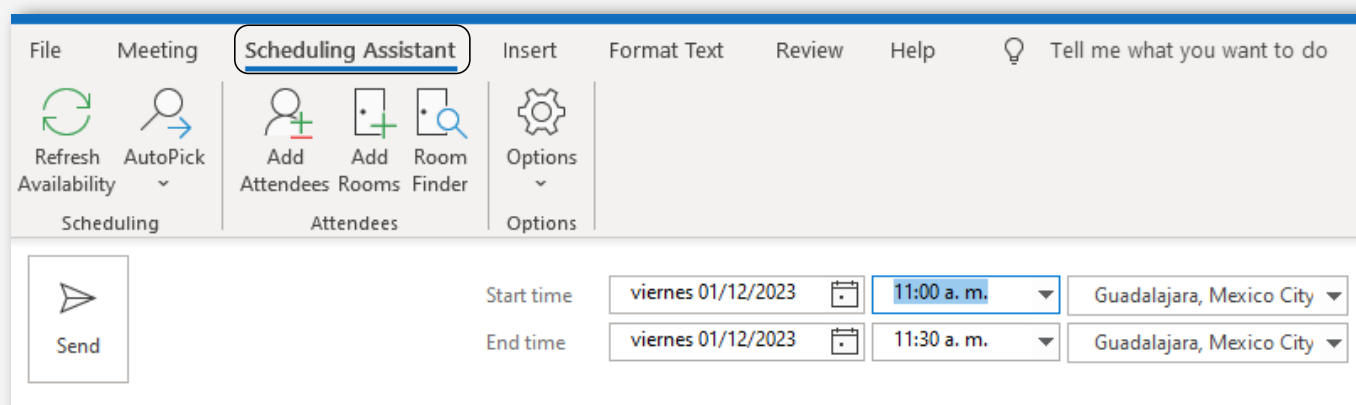 File Meeting Scheduling Assistant Insert Format Text Review Help Tell me what you want to do
Refresh AutoPick Add Add Room Options
Availability Attendees Rooms Finder
Scheduling Attendees Options
Start time viernes 01/12/2023 11:00 a. m. Guadalajara, Mexico City
Send End time viernes 01/12/2023 11:30 a. m. Guadalajara, Mexico City